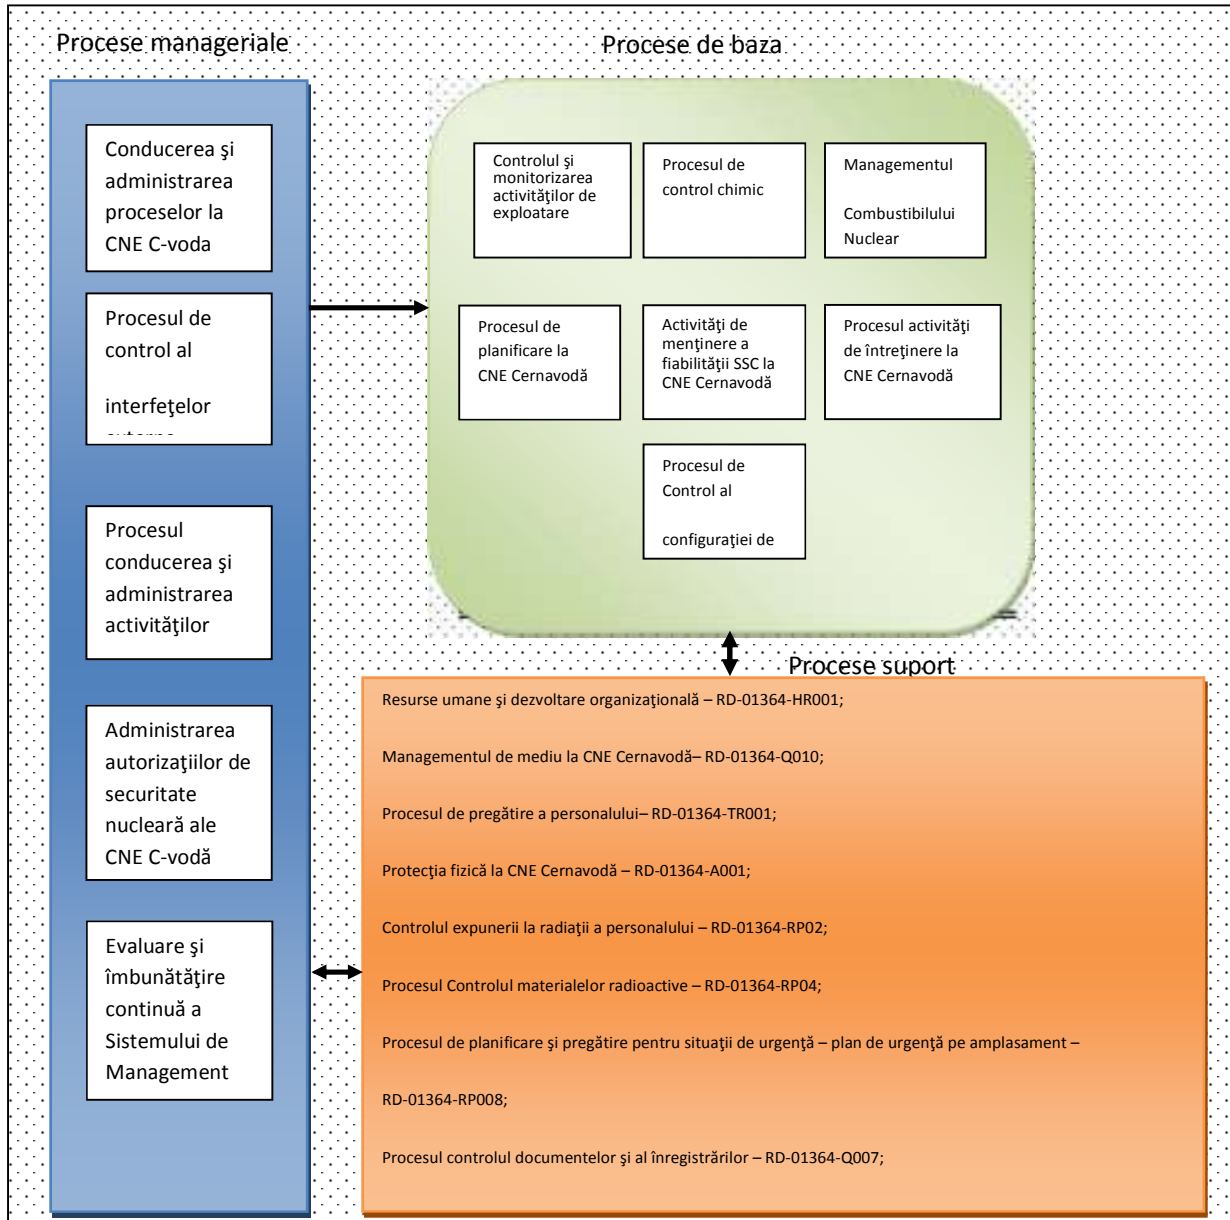 Procese manageriale
Conducerea şi
administrarea
proceselor la
CNE C-voda
Procesul de
control al
interfeţelor
Procesul
conducerea şi
administrarea
activităţilor
Administrarea
autorizaţiilor de
securitate
nucleară ale
CNE C-vodă
Evaluare şi
îmbunătăţire
continuă a
Sistemului de
Management
Procese de baza
Controlul şi
monitorizarea
activităţilor de
exploatare
Procesul de
control chimic
Managementul
Combustibilului
Nuclear
Procesul de
planificare la
CNE Cernavodă
Activităţi de
menţinere a
fiabilităţii SSC la
CNE Cernavodă
Procesul activităţi
de întreţinere la
CNE Cernavodă
Procesul de
Control al
configuraţiei de
Procese suport
Resurse umane şi dezvoltare organizaţională – RD-01364-HR001;
Managementul de mediu la CNE Cernavodă– RD-01364-Q010;
Procesul de pregătire a personalului– RD-01364-TR001;
Protecţia fizică la CNE Cernavodă – RD-01364-A001;
Controlul expunerii la radiaţii a personalului – RD-01364-RP02;
Procesul Controlul materialelor radioactive – RD-01364-RP04;
Procesul de planificare şi pregătire pentru situaţii de urgenţă – plan de urgenţă pe amplasament –
RD-01364-RP008;
Procesul controlul documentelor şi al înregistrărilor – RD-01364-Q007;